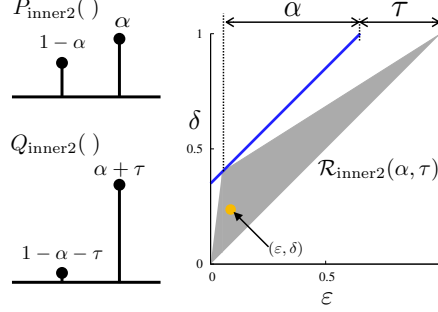 P_inner2( )
α
1 − α
Q_inner2( )
α + τ
1 − α − τ
α
τ
1
δ
0.5
0
0
0.5
ε
R_inner2(α, τ)
(ε, δ)